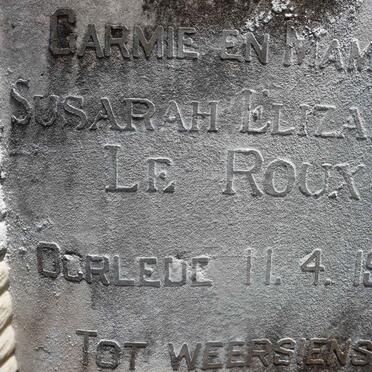 CARMIE EN MAM
SUSARAH ELIZA
LE ROUX
OORLEDE 11.4.19
TOT WEERSIENS